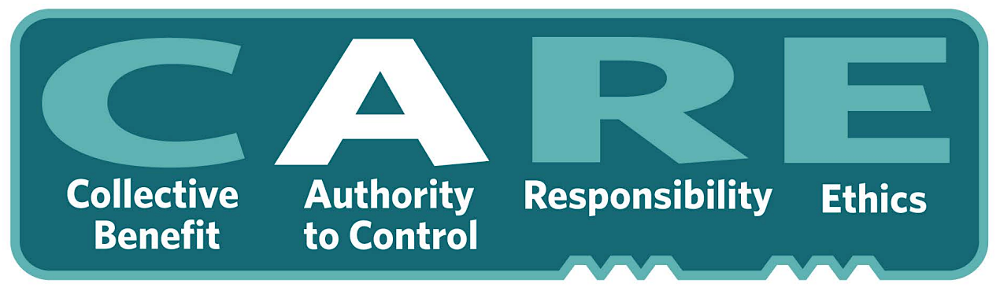 CARE
Collective
Benefit
Authority
to Control
Responsibility
Ethics